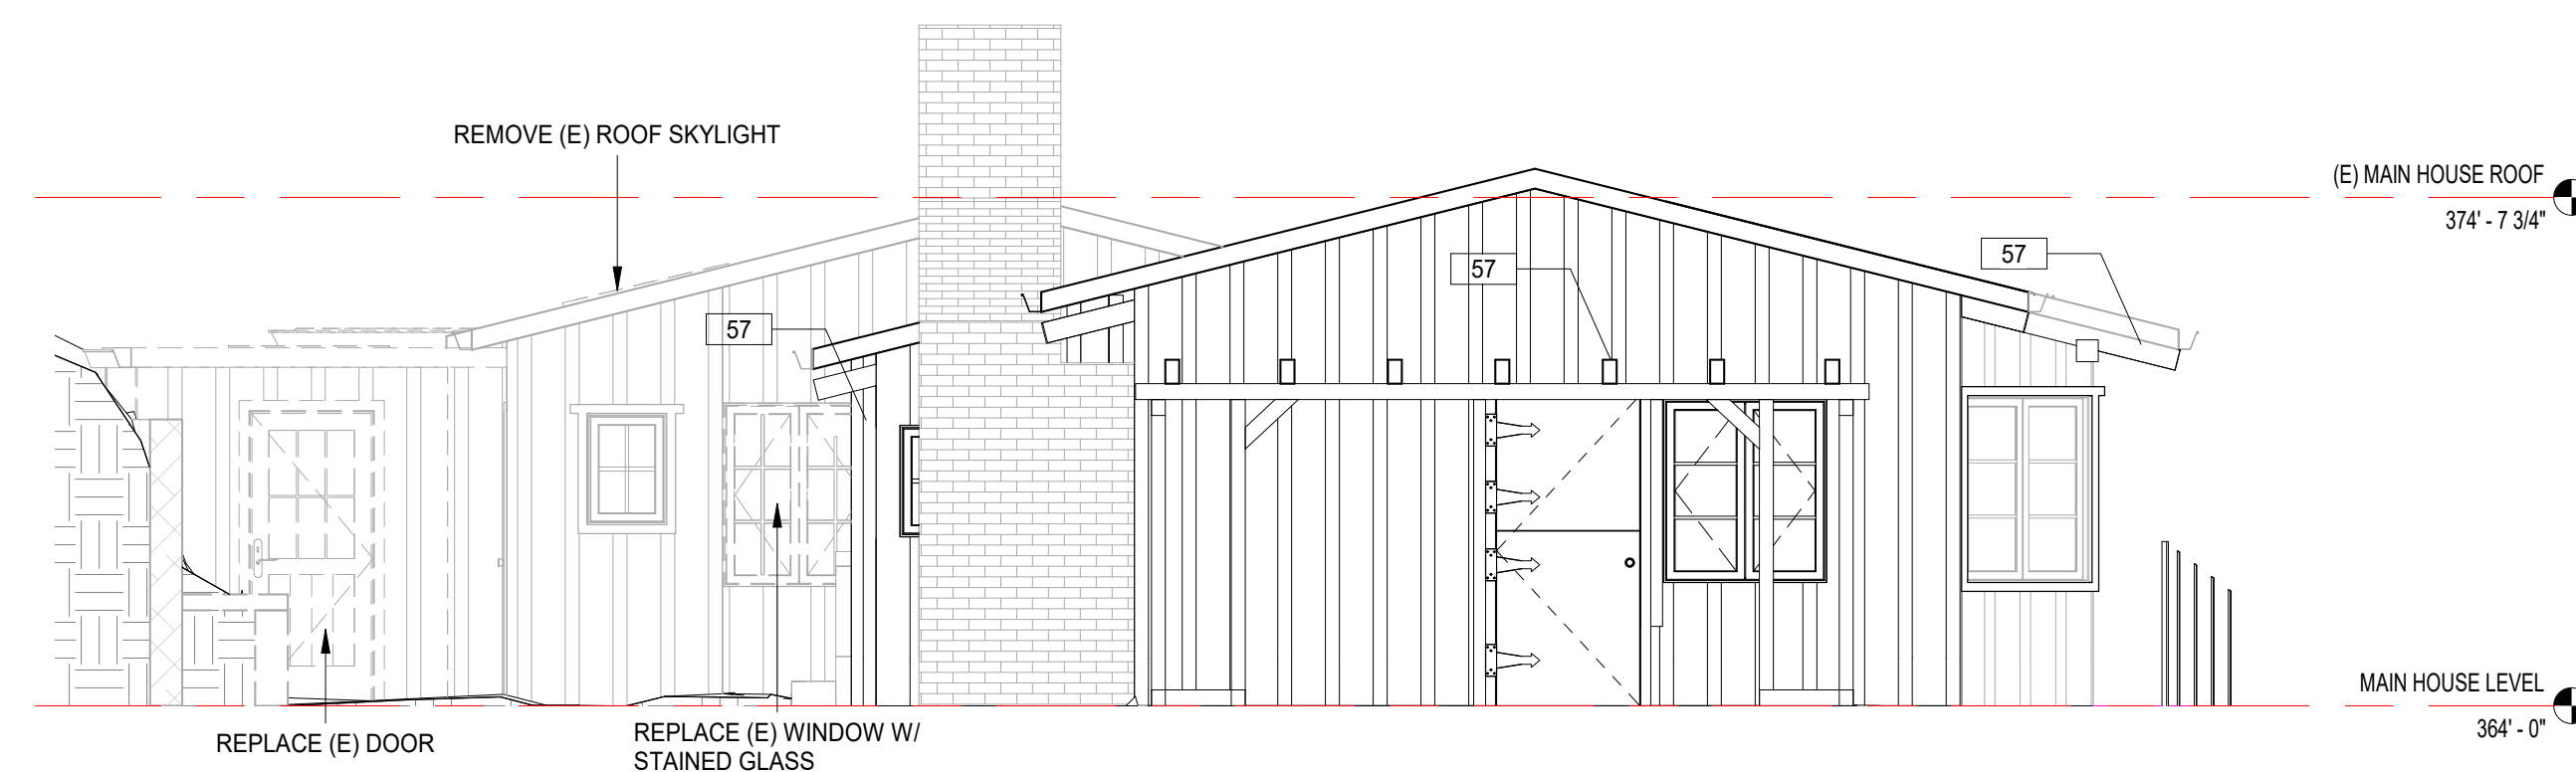 REMOVE (E) ROOF SKYLIGHT
(E) MAIN HOUSE ROOF
374' - 7 3/4"
57
57
57
MAIN HOUSE LEVEL
364' - 0"
REPLACE (E) DOOR
REPLACE (E) WINDOW W/
STAINED GLASS